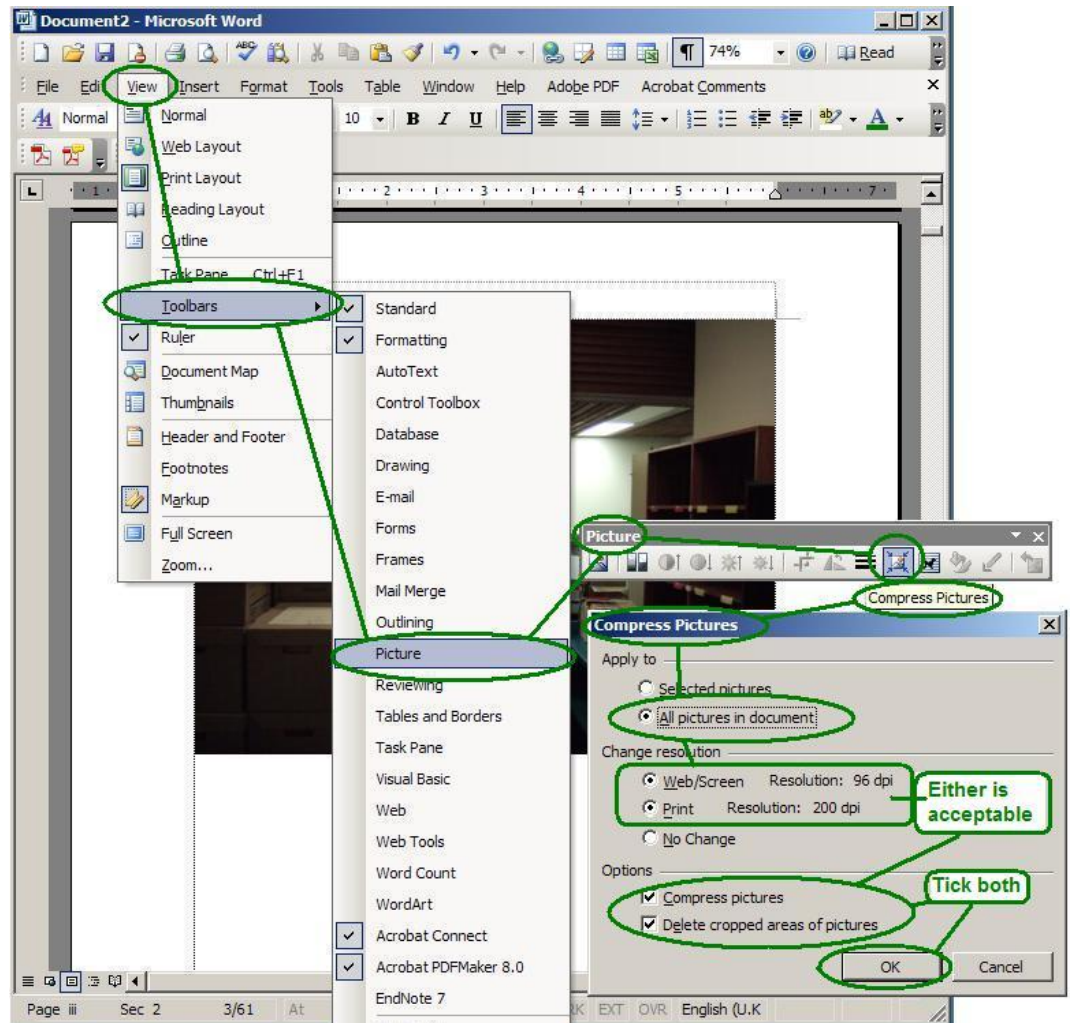 Document2 - Microsoft Word
74% Read
File Edi View Insert Format Tools Table Window Help Adobe PDF Acrobat Comments
Normal 10 B I U
1 2 3 4 5 7
Normal
Web Layout
Print Layout
Reading Layout
Outline
Task Pane Ctrl+F1
Toolbars
Ruler
Document Map
Thumbnails
Header and Footer
Footnotes
Markup
Full Screen
Zoom...
Standard
Formatting
AutoText
Control Toolbox
Database
Drawing
E-mail
Forms
Frames
Mail Merge
Outlining
Picture
Reviewing
Tables and Borders
Task Pane
Visual Basic
Web
Web Tools
Word Count
WordArt
Acrobat Connect
Acrobat PDFMaker 8.0
EndNote 7
Picture
Compress Pictures
Compress Pictures
Apply to
Selected pictures
All pictures in document
Change resolution
Web/Screen Resolution: 96 dpi
Print Resolution: 200 dpi
No Change
Either is
acceptable
Options
Compress pictures
Delete cropped areas of pictures
Tick both
OK Cancel
Page iii Sec 2 3/61 At EXT OVR English (U.K